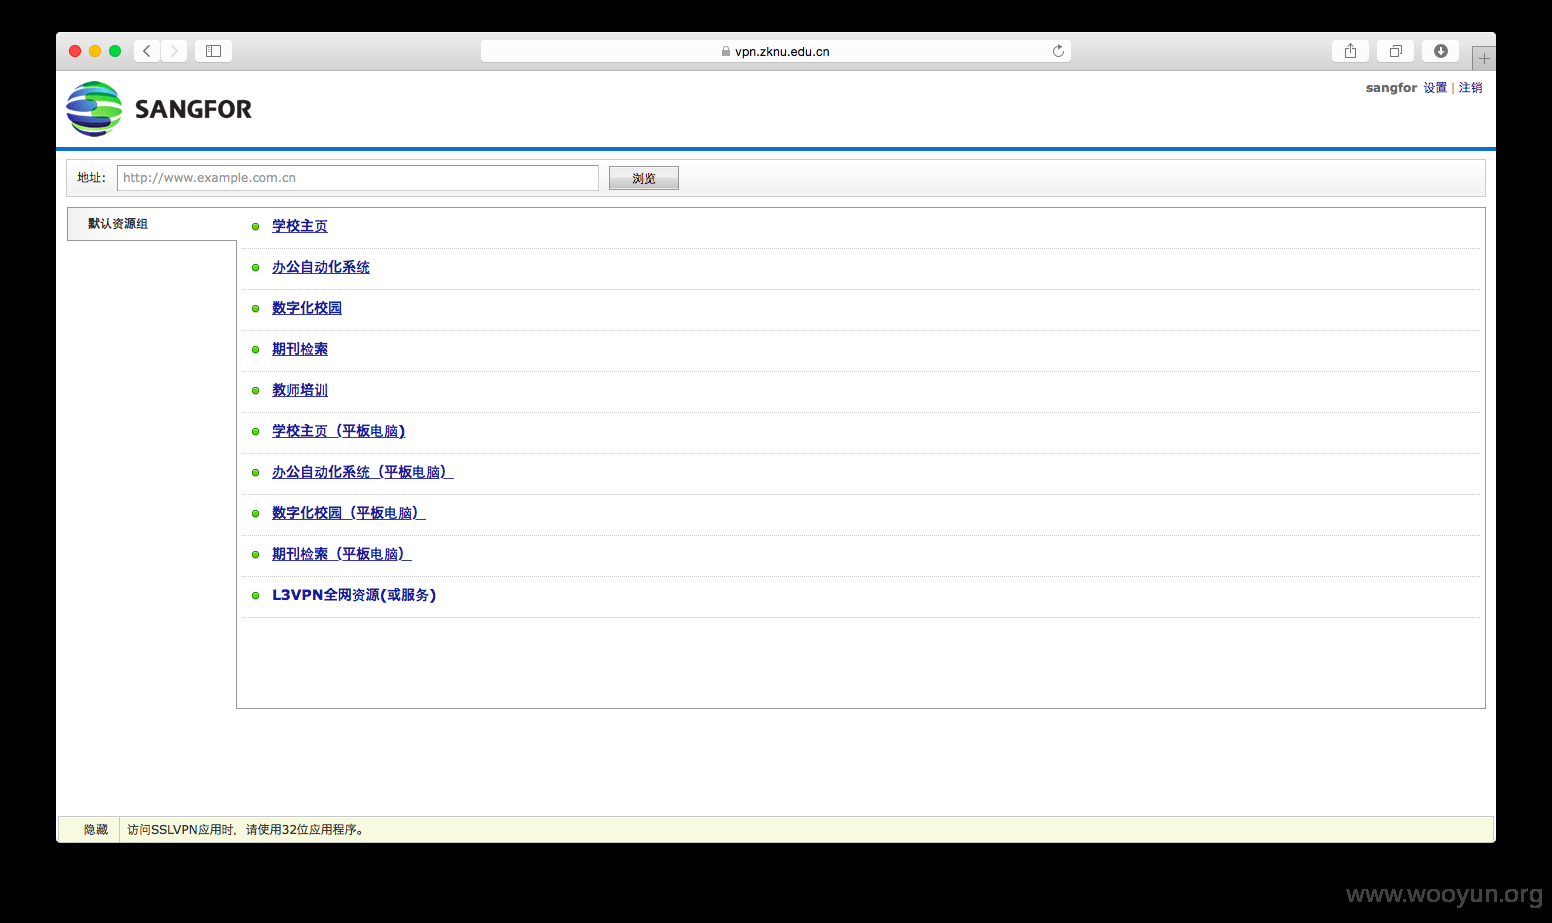 vpn.zknu.edu.cn
SANGFOR
sangfor 设置 | 注销
地址: http://www.example.com.cn 浏览
默认资源组
学校主页
办公自动化系统
数字化校园
期刊检索
教师培训
学校主页（平板电脑)
办公自动化系统（平板电脑）
数字化校园（平板电脑）
期刊检索（平板电脑）
L3VPN全网资源(或服务)
隐藏 访问SSLVPN应用时，请使用32位应用程序。
www.wooyun.org